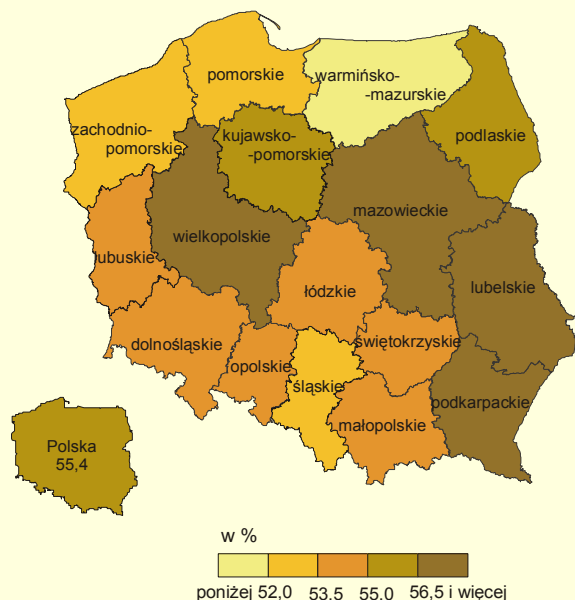 pomorskie
warmińsko-
-mazurskie
zachodnio-
pomorskie
kujawsko-
-pomorskie
podlaskie
wielkopolskie
mazowieckie
lubuskie
łódzkie
lubelskie
dolnośląskie
opolskie
śląskie
świętokrzyskie
małopolskie
podkarpackie
Polska
55,4
w %
poniżej 52,0 53,5 55,0 56,5 i więcej